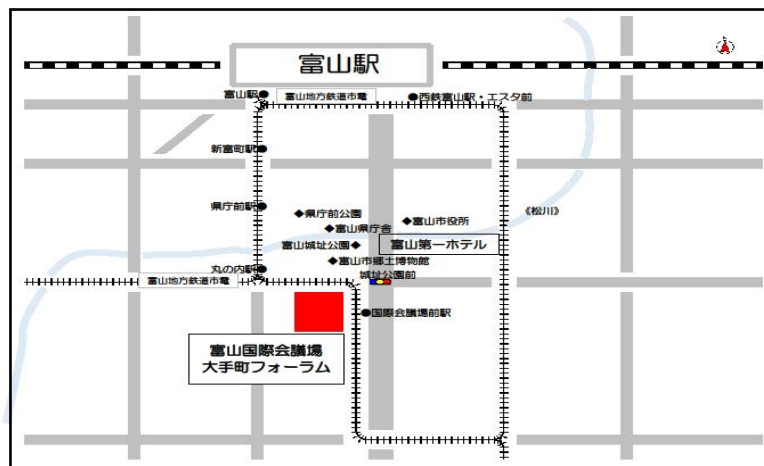 富山駅
富山駅
富山地方鉄道市電
西鉄富山駅・エスタ前
新富町駅
県庁前駅
県庁前公園
富山市役所
《松川》
富山県庁舎
富山城址公園
富山第一ホテル
富山市郷土博物館
丸の内駅
城址公園前
富山地方鉄道市電
国際会議場前駅
富山国際会議場
大手町フォーラム